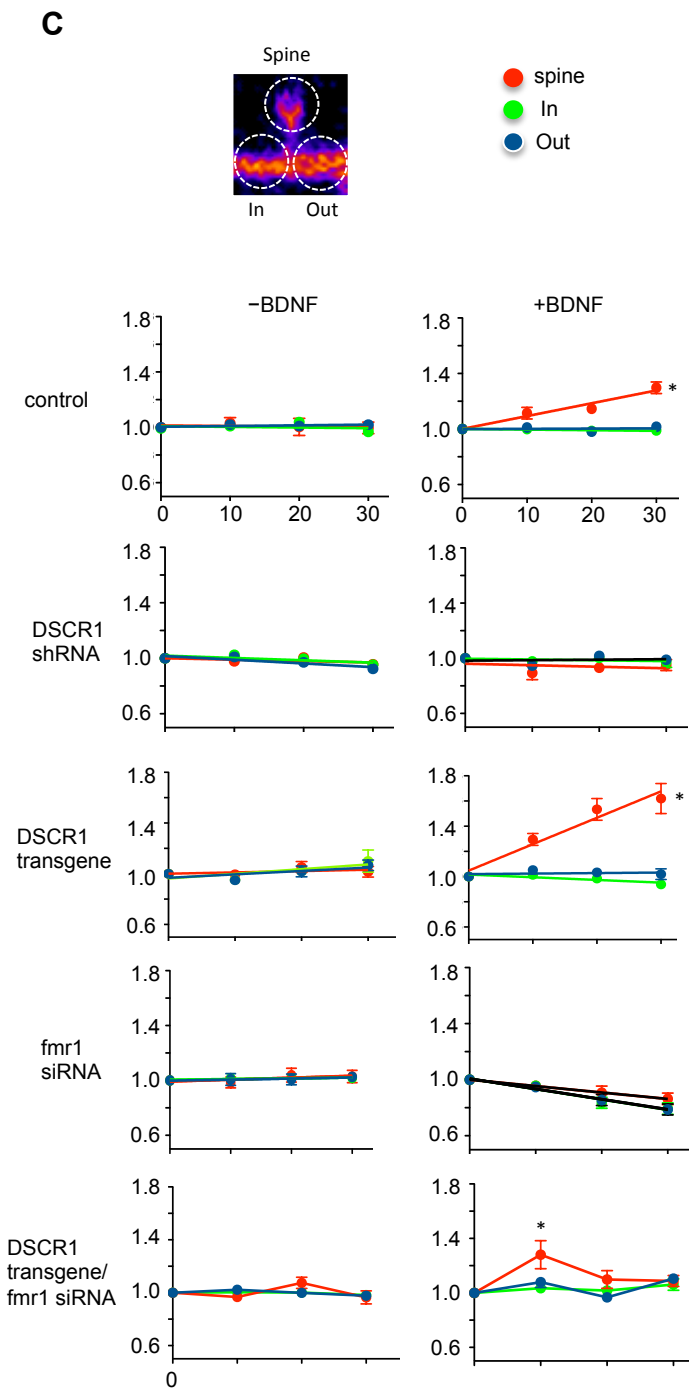 C
Spine
In Out
spine
In
Out
−BDNF +BDNF
control
1.8
1.4
1.0
0.6
0 10 20 30
1.8
1.4
1.0
0.6
*
0 10 20 30
DSCR1
shRNA
1.8
1.4
1.0
0.6
1.8
1.4
1.0
0.6
DSCR1
transgene
1.8
1.4
1.0
0.6
1.8
1.4
1.0
0.6
*
fmr1
siRNA
1.8
1.4
1.0
0.6
1.8
1.4
1.0
0.6
DSCR1
transgene/
fmr1 siRNA
1.8
1.4
1.0
0.6
0
1.8
1.4
1.0
0.6
*